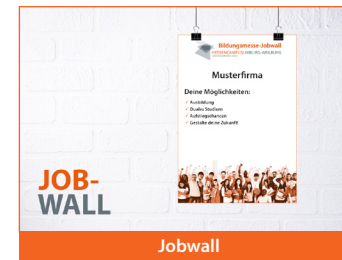 Bildungsmesse-Jobwall
Musterfirma
Deine Möglichkeiten:
✓ Ausbildung
✓ Duales Studium
✓ Aufstiegschancen
✓ Gestalte deine Zukunft!
JOB-
WALL
Jobwall